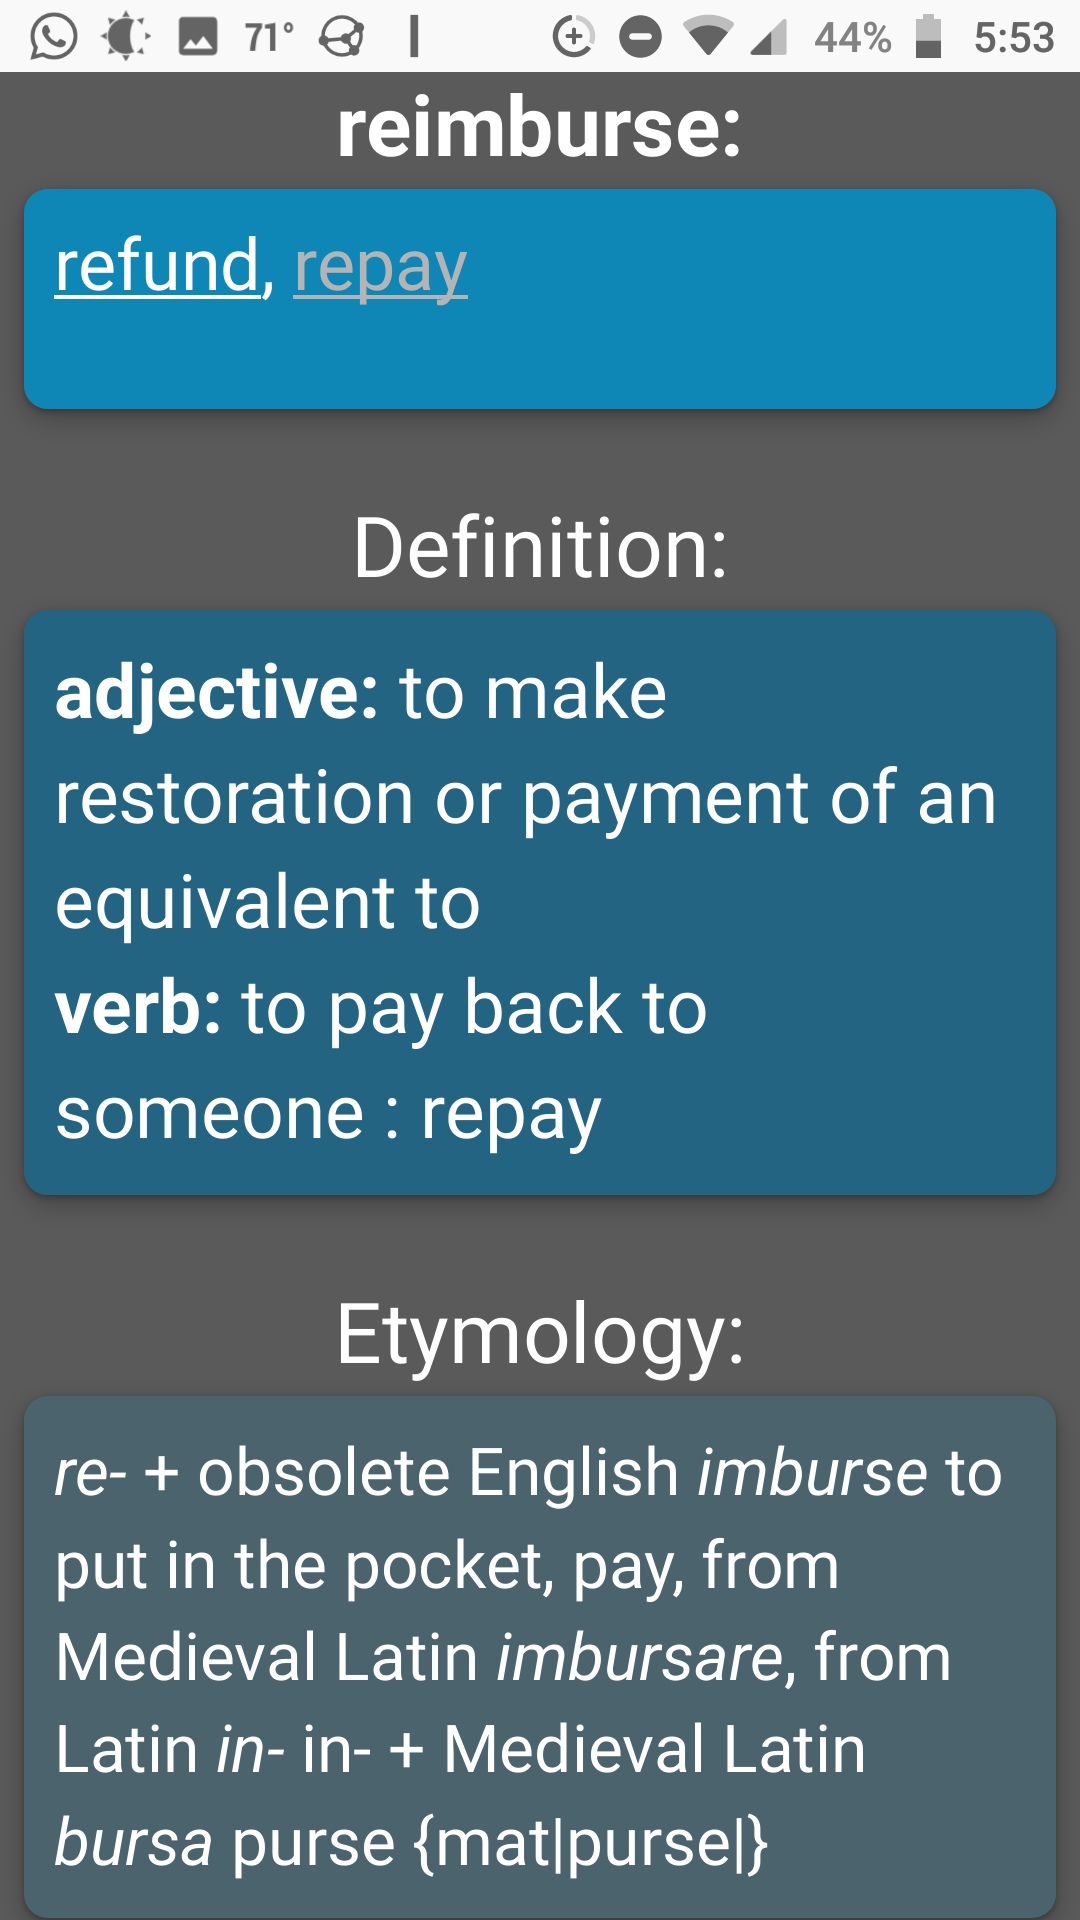 71° 44% 5:53
reimburse:
refund, repay
Definition:
adjective: to make
restoration or payment of an
equivalent to
verb: to pay back to
someone : repay
Etymology:
re- + obsolete English imburse to
put in the pocket, pay, from
Medieval Latin imbursare, from
Latin in- in- + Medieval Latin
bursa purse {mat|purse|}